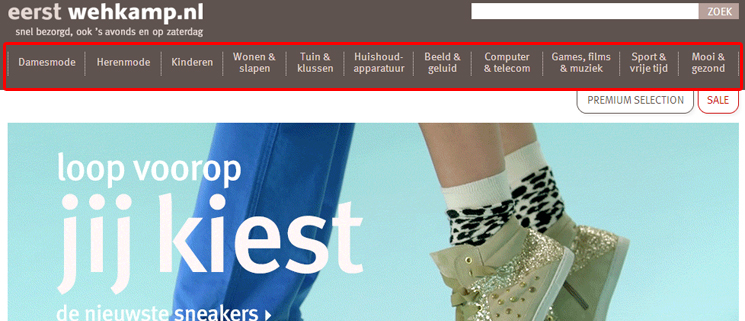 eerst wehkamp.nl
ZOEK
snel bezorgd, ook 's avonds en op zaterdag
Damesmode
Herenmode
Kinderen
Wonen &
slapen
Tuin &
klussen
Huishoud-
apparatuur
Beeld &
geluid
Computer
& telecom
Games, films
& muziek
Sport &
vrije tijd
Mooi &
gezond
PREMIUM SELECTION
SALE
loop voorop
jij kiest
de nieuwste sneakers